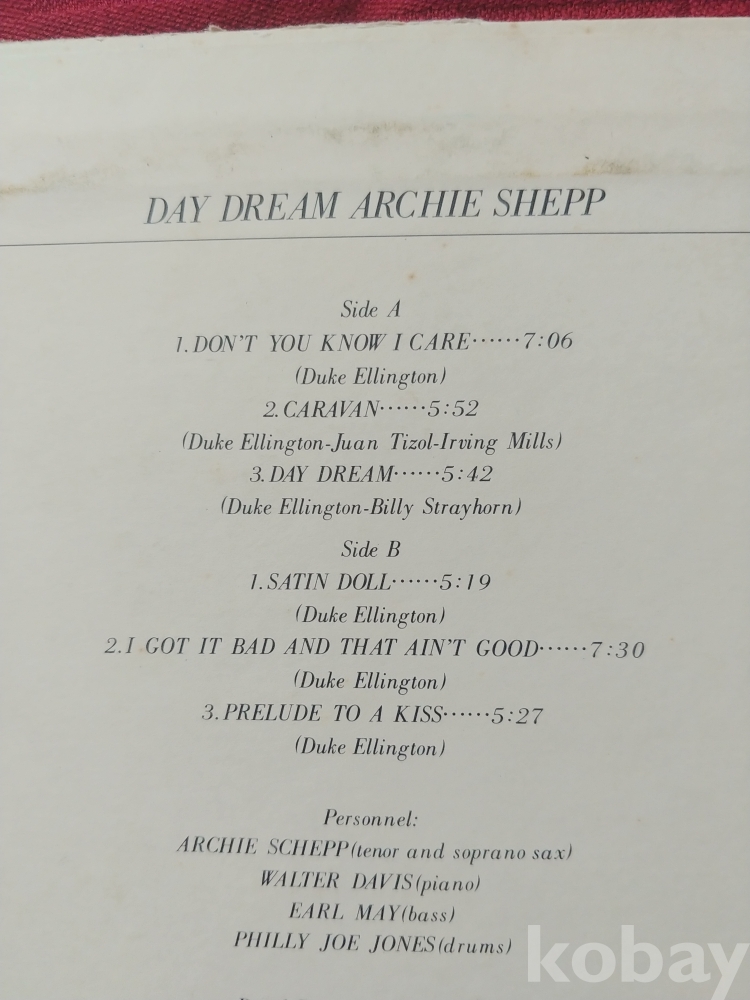 DAY DREAM ARCHIE SHEPP
Side A
1.DON'T YOU KNOW I CARE······7:06
(Duke Ellington)
2.CARAVAN······5:52
(Duke Ellington-Juan Tizol-Irving Mills)
3.DAY DREAM······5:42
(Duke Ellington-Billy Strayhorn)
Side B
1.SATIN DOLL······5:19
(Duke Ellington)
2.I GOT IT BAD AND THAT AIN'T GOOD······7:30
(Duke Ellington)
3.PRELUDE TO A KISS······5:27
(Duke Ellington)
Personnel:
ARCHIE SCHEPP(tenor and soprano sax)
WALTER DAVIS(piano)
EARL MAY(bass)
PHILLY JOE JONES(drums)
kobay